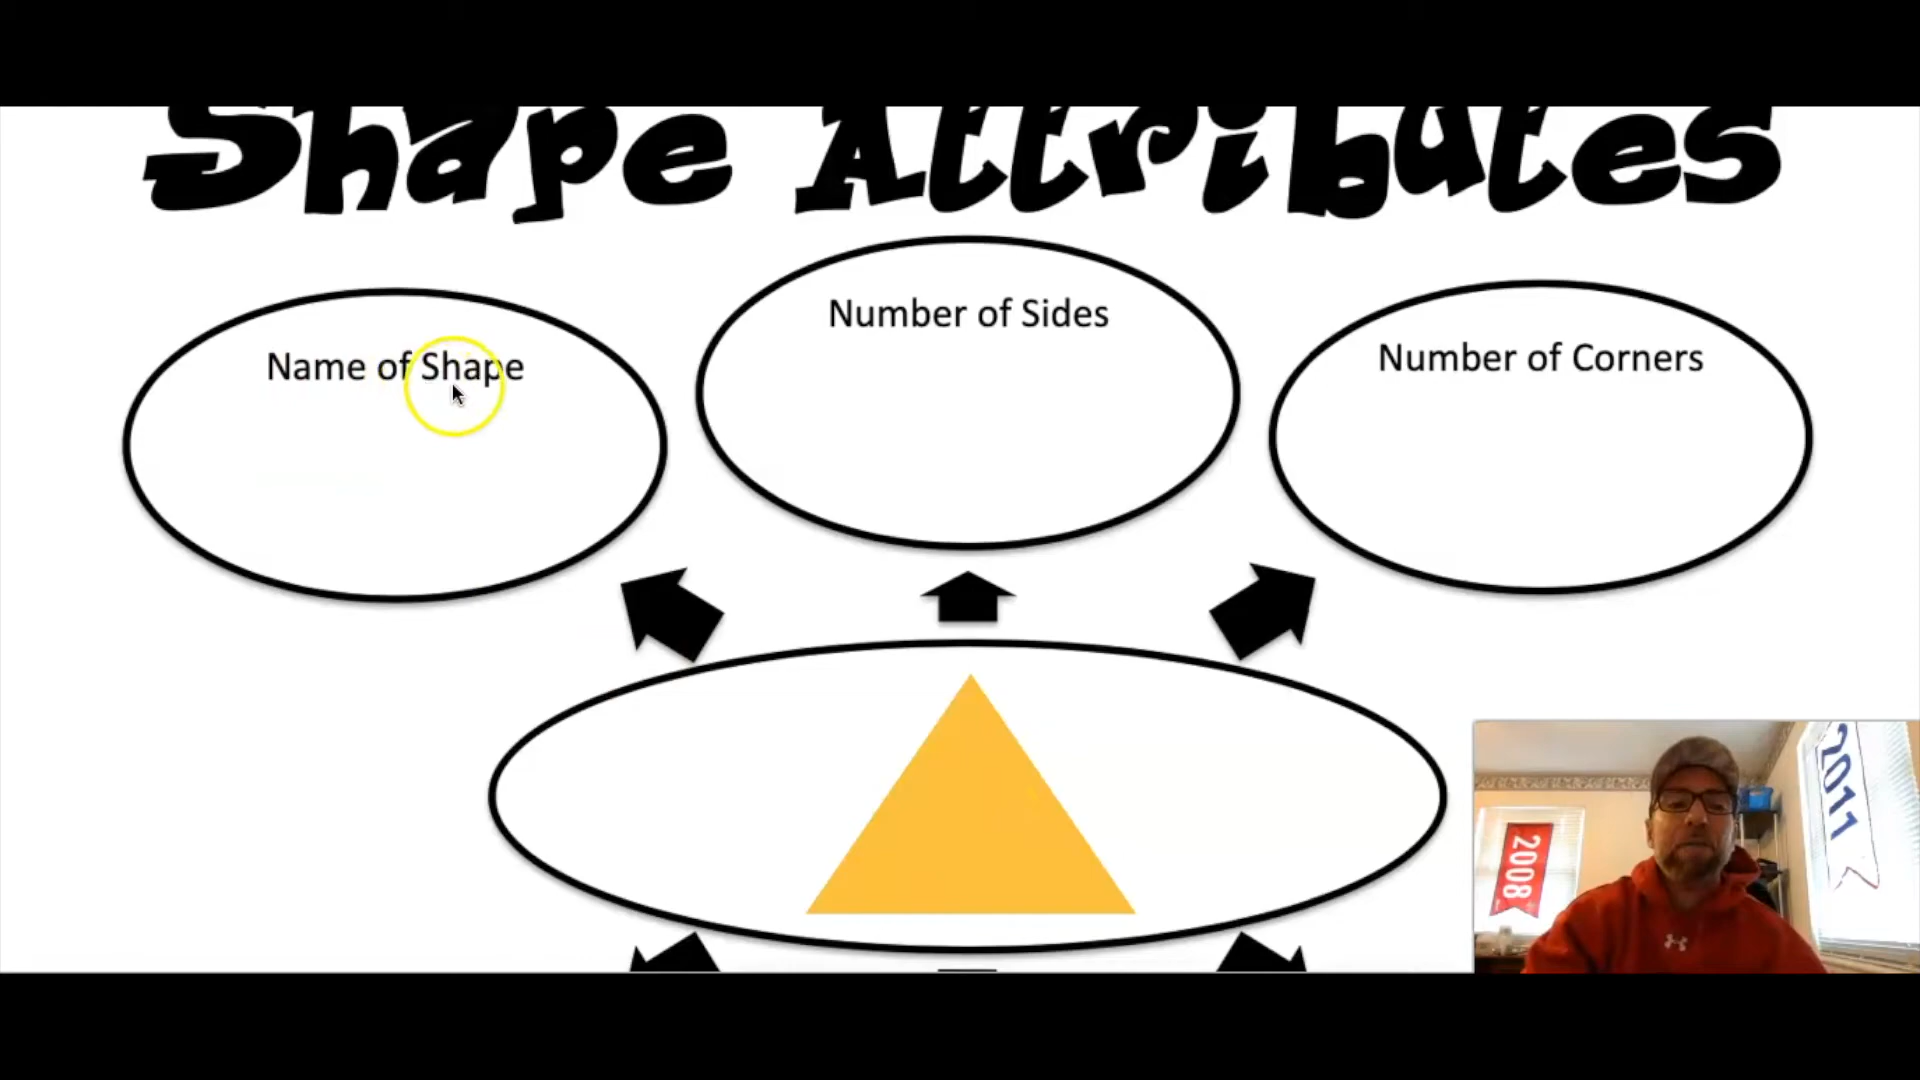 Shape Attributes
Number of Sides
Name of Shape
Number of Corners
2011
2008